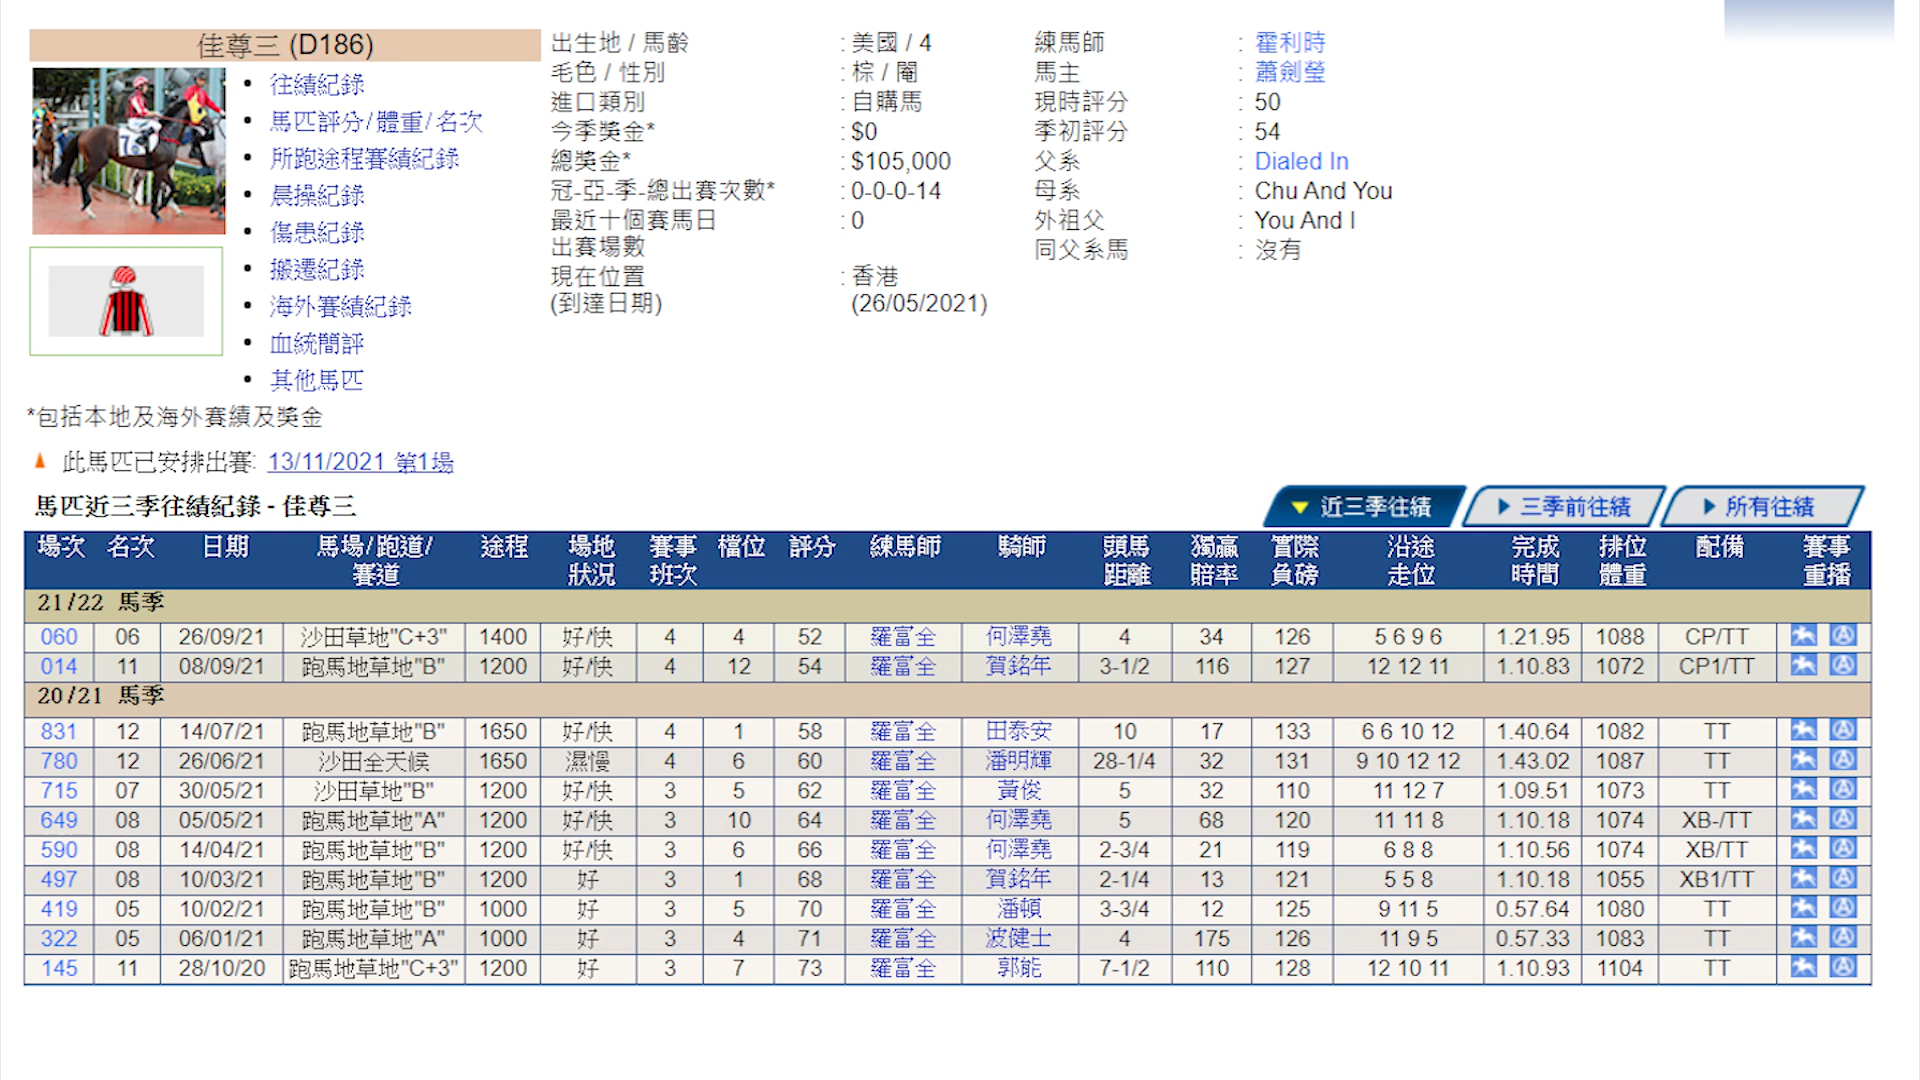 佳尊三 (D186)
• 往績紀錄
• 馬匹評分/體重/名次
• 所跑途程賽績紀錄
• 晨操紀錄
• 傷患紀錄
• 搬遷紀錄
• 海外賽績紀錄
• 血統簡評
• 其他馬匹
出生地 / 馬齡 : 美國 / 4
毛色 / 性別 : 棕 / 閹
進口類別 : 自購馬
今季獎金* : $0
總獎金* : $105,000
冠-亞-季-總出賽次數* : 0-0-0-14
最近十個賽馬日 : 0
出賽場數
現在位置 : 香港
(到達日期) (26/05/2021)
練馬師 : 霍利時
馬主 : 蕭劍瑩
現時評分 : 50
季初評分 : 54
父系 : Dialed In
母系 : Chu And You
外祖父 : You And I
同父系馬 : 沒有
*包括本地及海外賽績及獎金
此馬匹已安排出賽: 13/11/2021 第1場
馬匹近三季往績紀錄 - 佳尊三
近三季往績 三季前往績 所有往績
場次 名次 日期 馬場/跑道/賽道 途程 場地狀況 賽事班次 檔位 評分 練馬師 騎師 頭馬距離 獨贏賠率 實際負磅 沿途走位 完成時間 排位體重 配備 賽事重播
21/22 馬季
060 06 26/09/21 沙田草地"C+3" 1400 好/快 4 4 52 羅富全 何澤堯 4 34 126 5 6 9 6 1.21.95 1088 CP/TT
014 11 08/09/21 跑馬地草地"B" 1200 好/快 4 12 54 羅富全 賀銘年 3-1/2 116 127 12 12 11 1.10.83 1072 CP1/TT
20/21 馬季
831 12 14/07/21 跑馬地草地"B" 1650 好/快 4 1 58 羅富全 田泰安 10 17 133 6 6 10 12 1.40.64 1082 TT
780 12 26/06/21 沙田全天候 1650 濕慢 4 6 60 羅富全 潘明輝 28-1/4 32 131 9 10 12 12 1.43.02 1087 TT
715 07 30/05/21 沙田草地"B" 1200 好/快 3 5 62 羅富全 黃俊 5 32 110 11 12 7 1.09.51 1073 TT
649 08 05/05/21 跑馬地草地"A" 1200 好/快 3 10 64 羅富全 何澤堯 5 68 120 11 11 8 1.10.18 1074 XB-/TT
590 08 14/04/21 跑馬地草地"B" 1200 好/快 3 6 66 羅富全 何澤堯 2-3/4 21 119 6 8 8 1.10.56 1074 XB/TT
497 08 10/03/21 跑馬地草地"B" 1200 好 3 1 68 羅富全 賀銘年 2-1/4 13 121 5 5 8 1.10.18 1055 XB1/TT
419 05 10/02/21 跑馬地草地"B" 1000 好 3 5 70 羅富全 潘頓 3-3/4 12 125 9 11 5 0.57.64 1080 TT
322 05 06/01/21 跑馬地草地"A" 1000 好 3 4 71 羅富全 波健士 4 175 126 11 9 5 0.57.33 1083 TT
145 11 28/10/20 跑馬地草地"C+3" 1200 好 3 7 73 羅富全 郭能 7-1/2 110 128 12 10 11 1.10.93 1104 TT